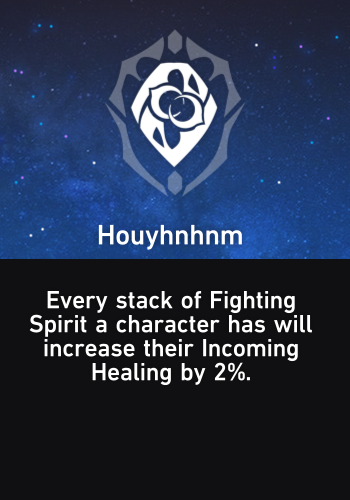 Houyhnhnm
Every stack of Fighting
Spirit a character has will
increase their Incoming
Healing by 2%.